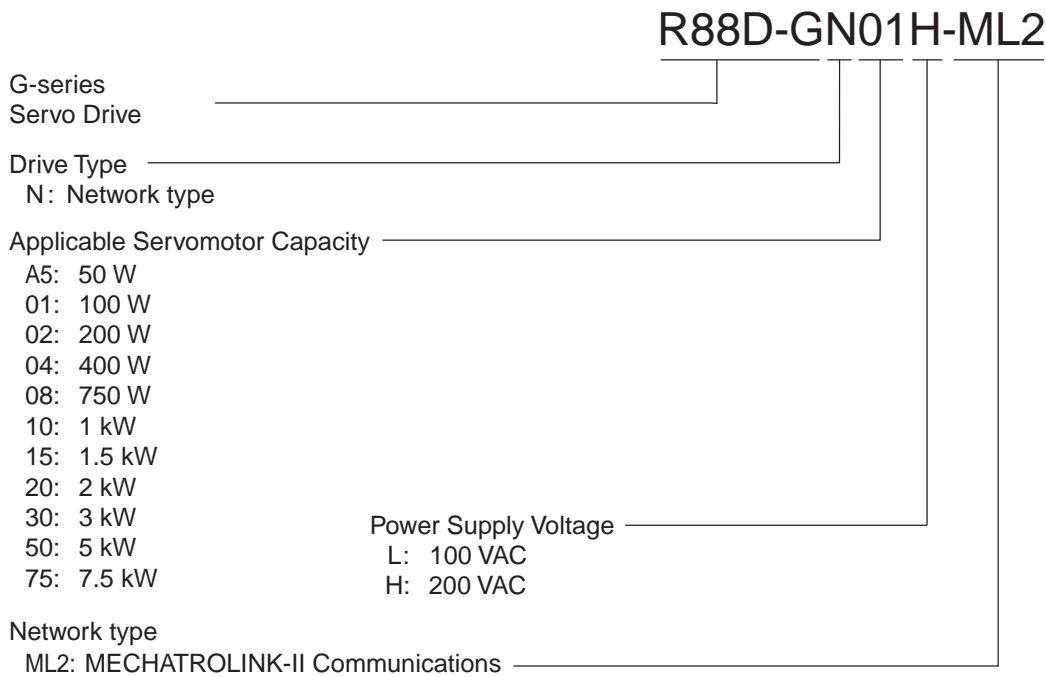 R88D-GN01H-ML2
G-series
Servo Drive
Drive Type
N: Network type
Applicable Servomotor Capacity
A5: 50 W
01: 100 W
02: 200 W
04: 400 W
08: 750 W
10: 1 kW
15: 1.5 kW
20: 2 kW
30: 3 kW
50: 5 kW
75: 7.5 kW
Power Supply Voltage
L: 100 VAC
H: 200 VAC
Network type
ML2: MECHATROLINK-II Communications